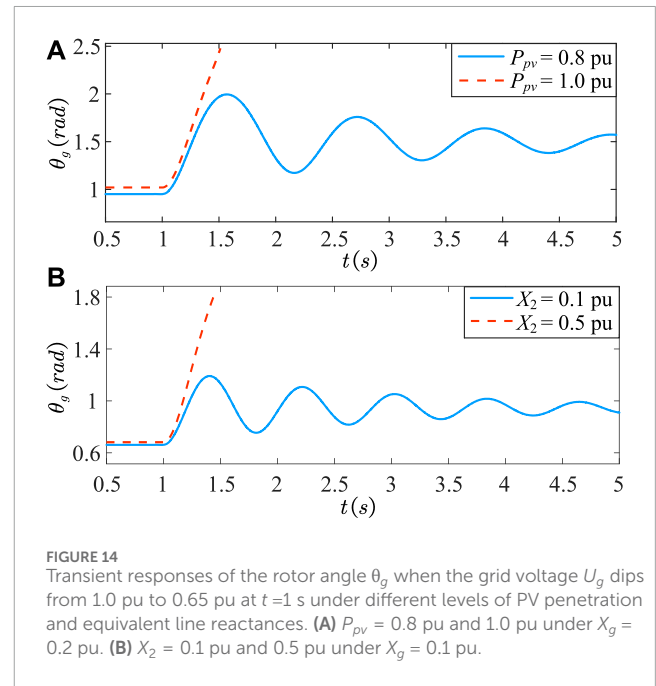 A
2.5
2
1.5
1
θg (rad)
Ppv = 0.8 pu
Ppv = 1.0 pu
0.5 1 1.5 2 2.5 3 3.5 4 4.5 5
t(s)
B
1.8
1.4
1
0.6
θg (rad)
X2 = 0.1 pu
X2 = 0.5 pu
0.5 1 1.5 2 2.5 3 3.5 4 4.5 5
t(s)
FIGURE 14
Transient responses of the rotor angle θg when the grid voltage Ug dips
from 1.0 pu to 0.65 pu at t =1 s under different levels of PV penetration
and equivalent line reactances. (A) Ppv = 0.8 pu and 1.0 pu under Xg =
0.2 pu. (B) X2 = 0.1 pu and 0.5 pu under Xg = 0.1 pu.